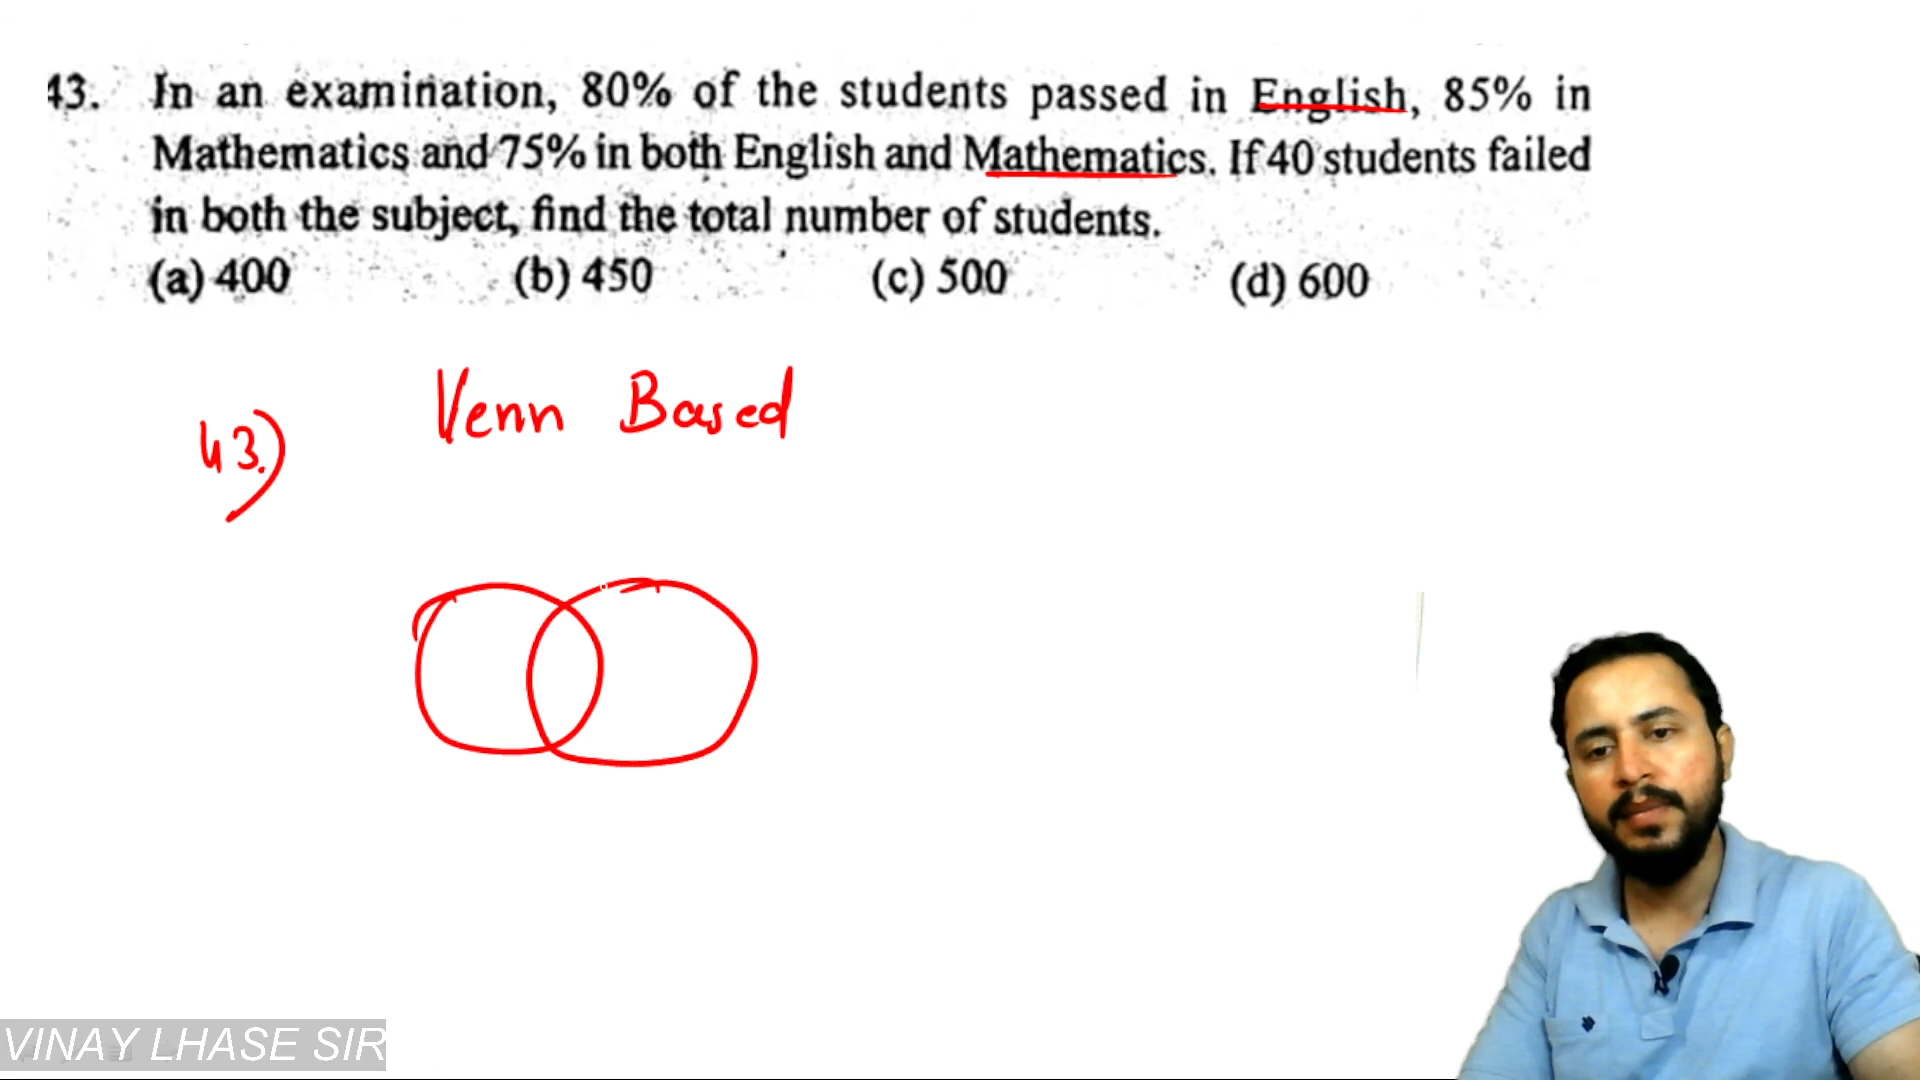 43. In an examination, 80% of the students passed in English, 85% in
Mathematics and 75% in both English and Mathematics. If 40 students failed
in both the subject, find the total number of students.
(a) 400 (b) 450 (c) 500 (d) 600
Venn Based
43.)
VINAY LHASE SIR